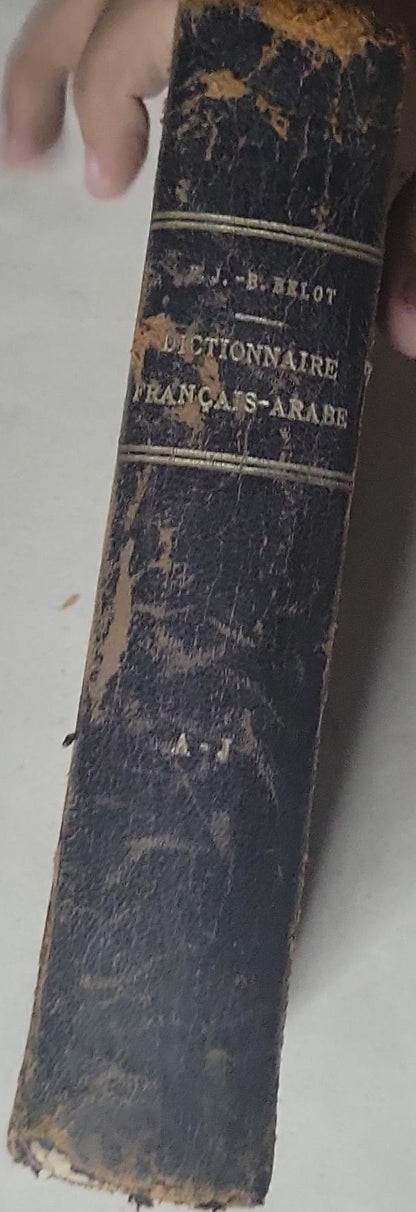 J.-B. BELOT
DICTIONNAIRE
FRANÇAIS-ARABE
A - J